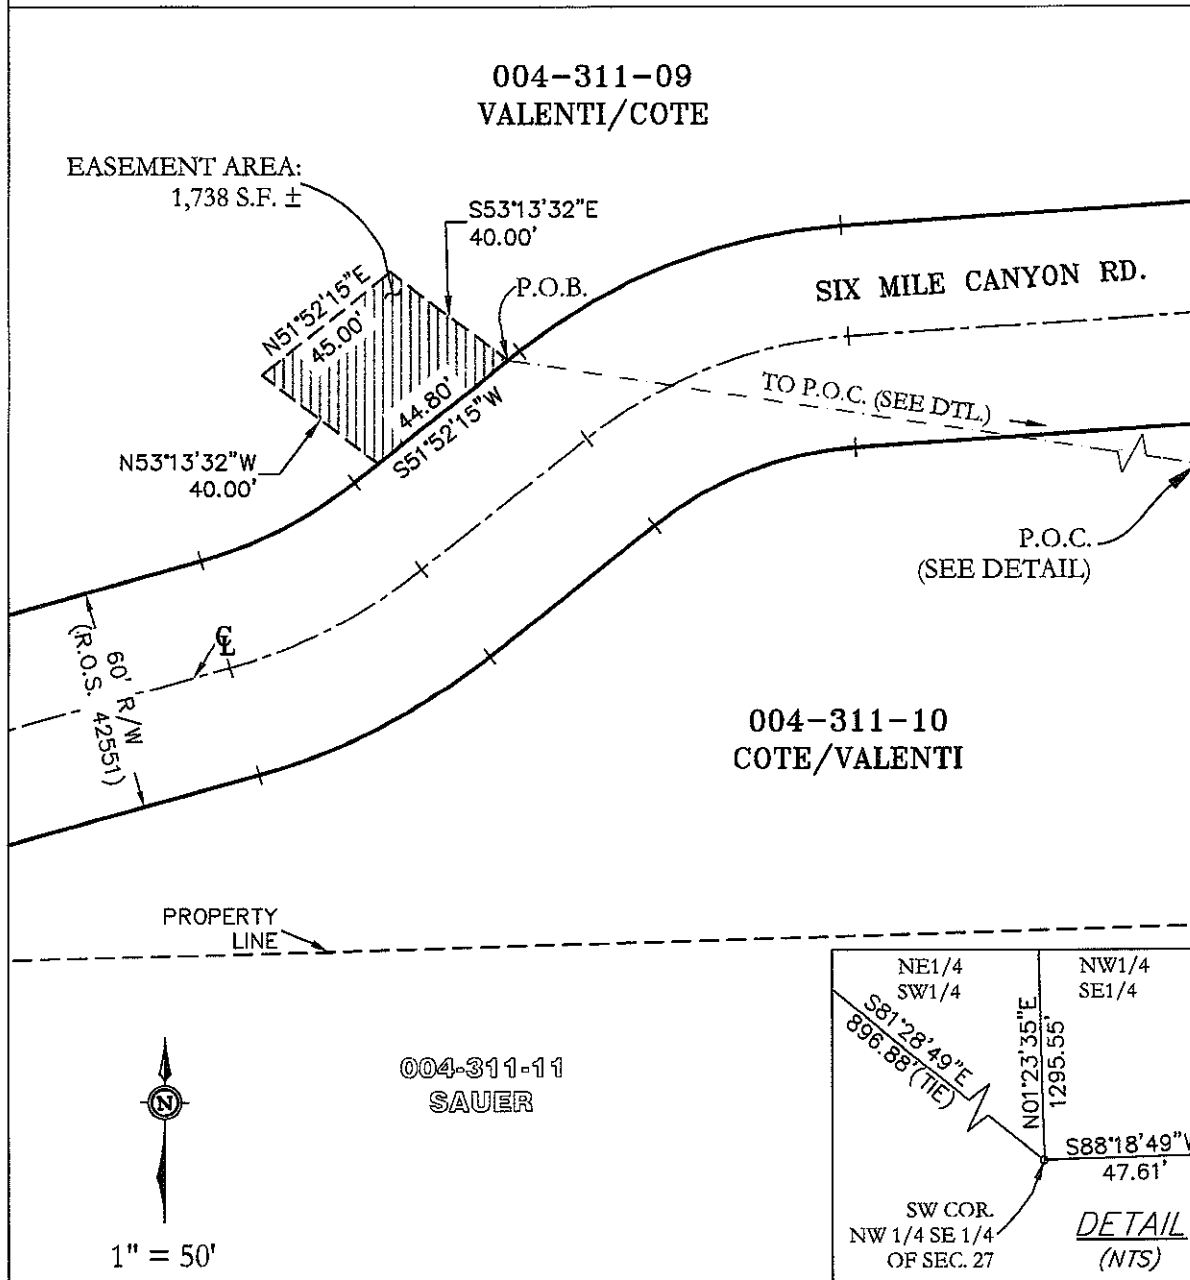 004-311-09
VALENTI/COTE
EASEMENT AREA:
1,738 S.F. ±
S53°13'32"E
40.00'
P.O.B.
N51°52'15"E
45.00'
SIX MILE CANYON RD.
TO P.O.C. (SEE DTL.)
44.80'
S51°52'15"W
N53°13'32"W
40.00'
P.O.C.
(SEE DETAIL)
℄
60' R/W
(R.O.S. 42551)
004-311-10
COTE/VALENTI
PROPERTY
LINE
004-311-11
SAUER
N
1" = 50'
NE1/4
SW1/4
NW1/4
SE1/4
S81°28'49"E
896.88'(TIE)
N01°23'35"E
1295.55'
S88°18'49"W
47.61'
SW COR.
NW 1/4 SE 1/4
OF SEC. 27
DETAIL
(NTS)